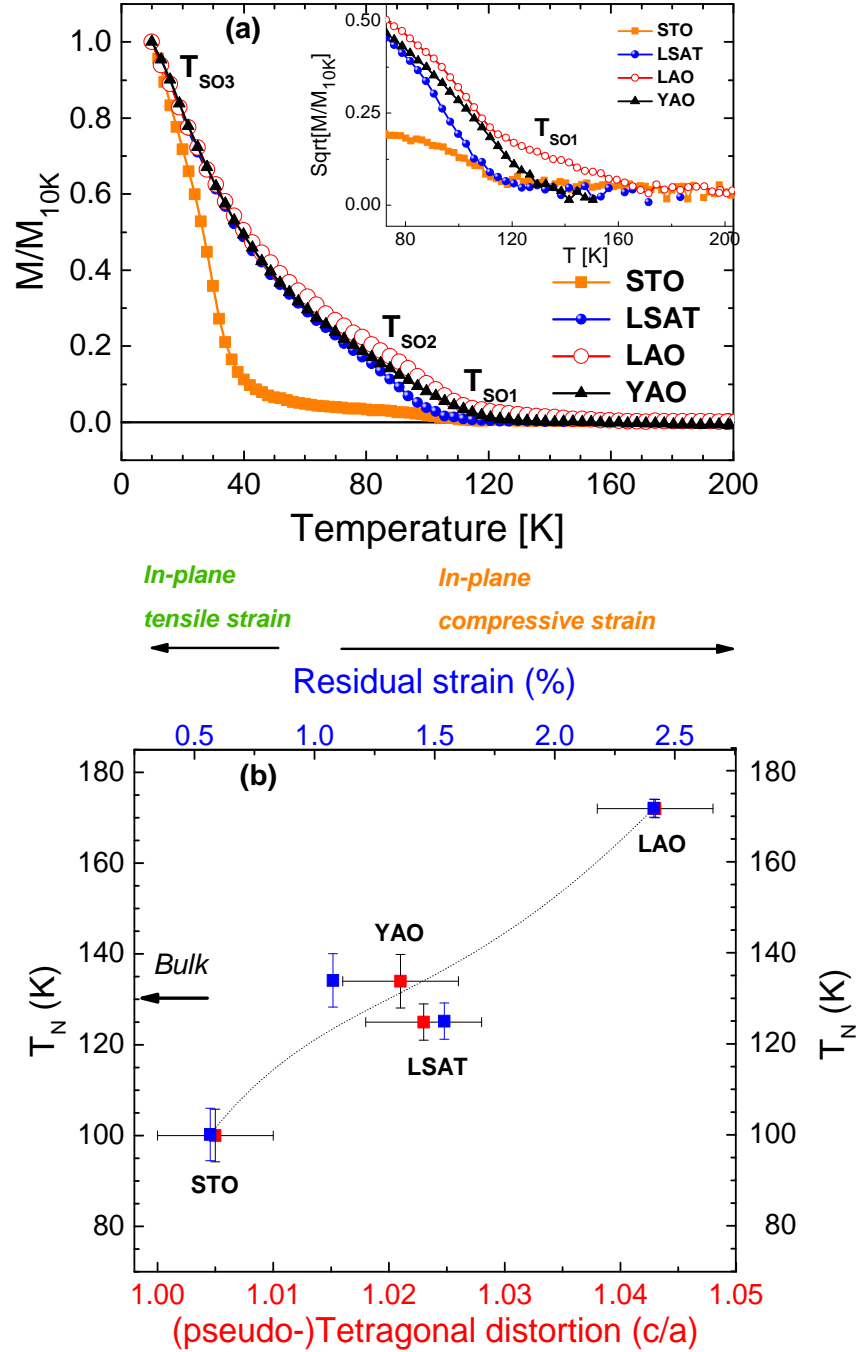 (a)
1.0
0.8
0.6
0.4
0.2
0.0
M/M10K
0
40
80
120
160
200
Temperature [K]
TSO3
TSO2
TSO1
STO
LSAT
LAO
YAO
0.50
0.25
0.00
Sqrt[M/M10K]
80
120
160
200
T [K]
TSO1
STO
LSAT
LAO
YAO
In-plane
tensile strain
In-plane
compressive strain
Residual strain (%)
0.5
1.0
1.5
2.0
2.5
(b)
180
160
140
120
100
80
TN (K)
180
160
140
120
100
80
TN (K)
Bulk
LAO
YAO
LSAT
STO
1.00
1.01
1.02
1.03
1.04
1.05
(pseudo-)Tetragonal distortion (c/a)